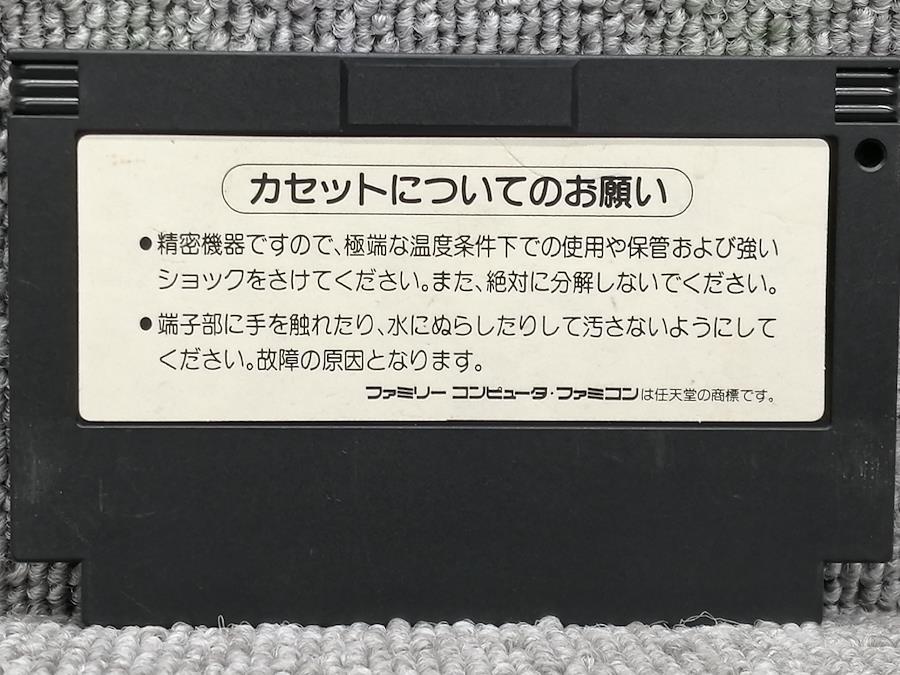 カセットについてのお願い
●精密機器ですので、極端な温度条件下での使用や保管および強い
ショックをさけてください。また、絶対に分解しないでください。
●端子部に手を触れたり、水にぬらしたりして汚さないようにして
ください。故障の原因となります。
ファミリー コンピュータ・ファミコンは任天堂の商標です。